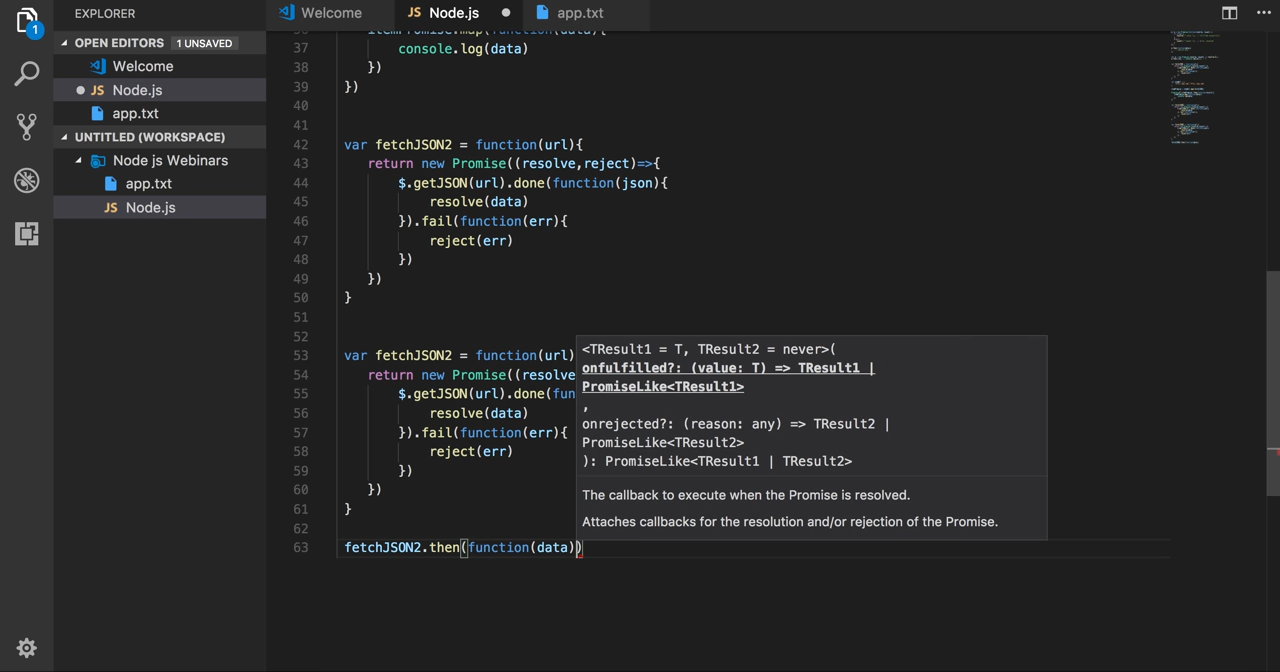 EXPLORER
Welcome
JS Node.js
app.txt
1
OPEN EDITORS 1 UNSAVED
Welcome
JS Node.js
app.txt
UNTITLED (WORKSPACE)
Node js Webinars
app.txt
JS Node.js
36 itemPromise.map(function(data){
37 console.log(data)
38 })
39 })
40
41
42 var fetchJSON2 = function(url){
43 return new Promise((resolve,reject)=>{
44 $.getJSON(url).done(function(json){
45 resolve(data)
46 }).fail(function(err){
47 reject(err)
48 })
49 })
50 }
51
52
53 var fetchJSON2 = function(url)
54 return new Promise((resolve
55 $.getJSON(url).done(fun
56 resolve(data)
57 }).fail(function(err){
58 reject(err)
59 })
60 })
61 }
62
63 fetchJSON2.then(function(data))
<TResult1 = T, TResult2 = never>(
onfulfilled?: (value: T) => TResult1 |
PromiseLike<TResult1>
,
onrejected?: (reason: any) => TResult2 |
PromiseLike<TResult2>
): PromiseLike<TResult1 | TResult2>
The callback to execute when the Promise is resolved.
Attaches callbacks for the resolution and/or rejection of the Promise.